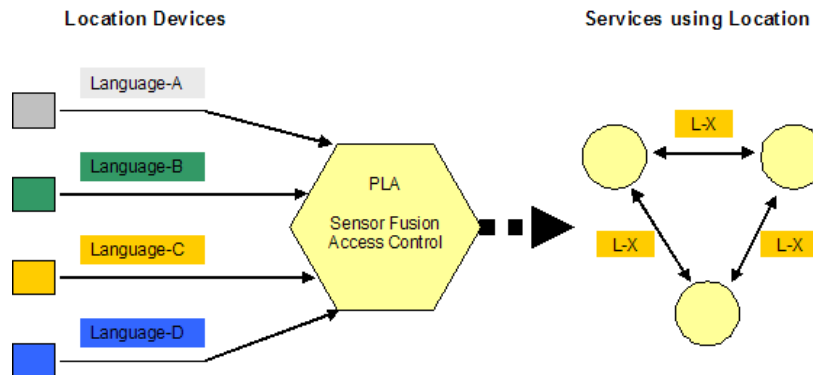 Location Devices
Services using Location
Language-A
Language-B
Language-C
Language-D
PLA
Sensor Fusion
Access Control
L-X
L-X
L-X